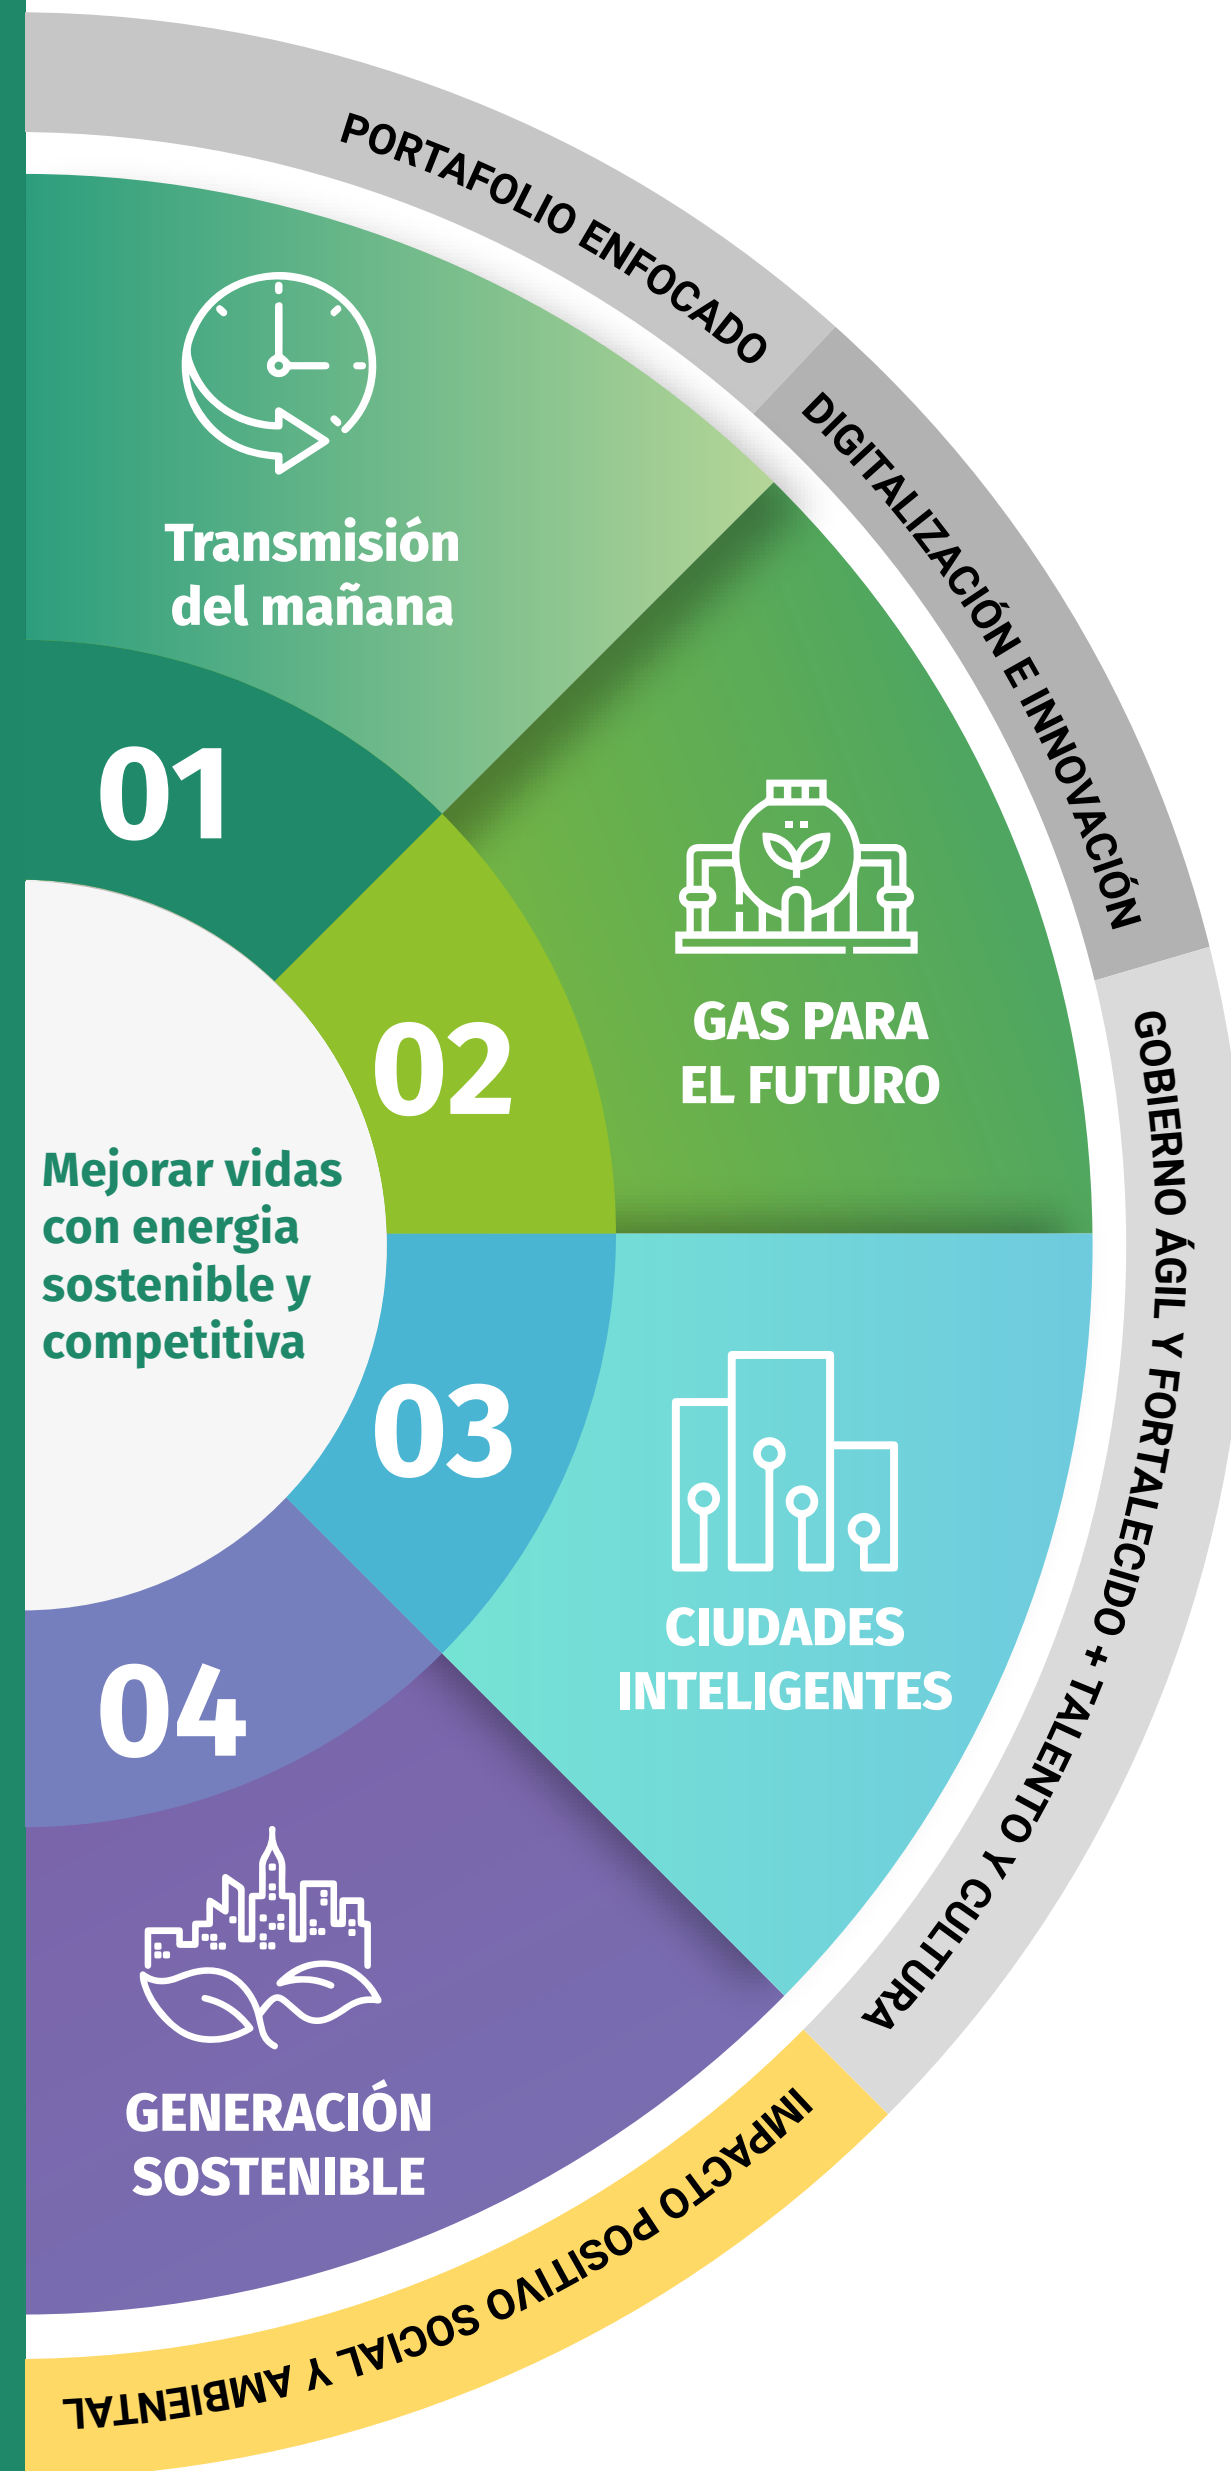 PORTAFOLIO ENFOCADO
DIGITALIZACIÓN E INNOVACIÓN
GOBIERNO ÁGIL Y FORTALECIDO + TALENTO Y CULTURA
IMPACTO POSITIVO SOCIAL Y AMBIENTAL
Transmisión
del mañana
01
GAS PARA
EL FUTURO
02
Mejorar vidas
con energia
sostenible y
competitiva
03
CIUDADES
INTELIGENTES
04
GENERACIÓN
SOSTENIBLE